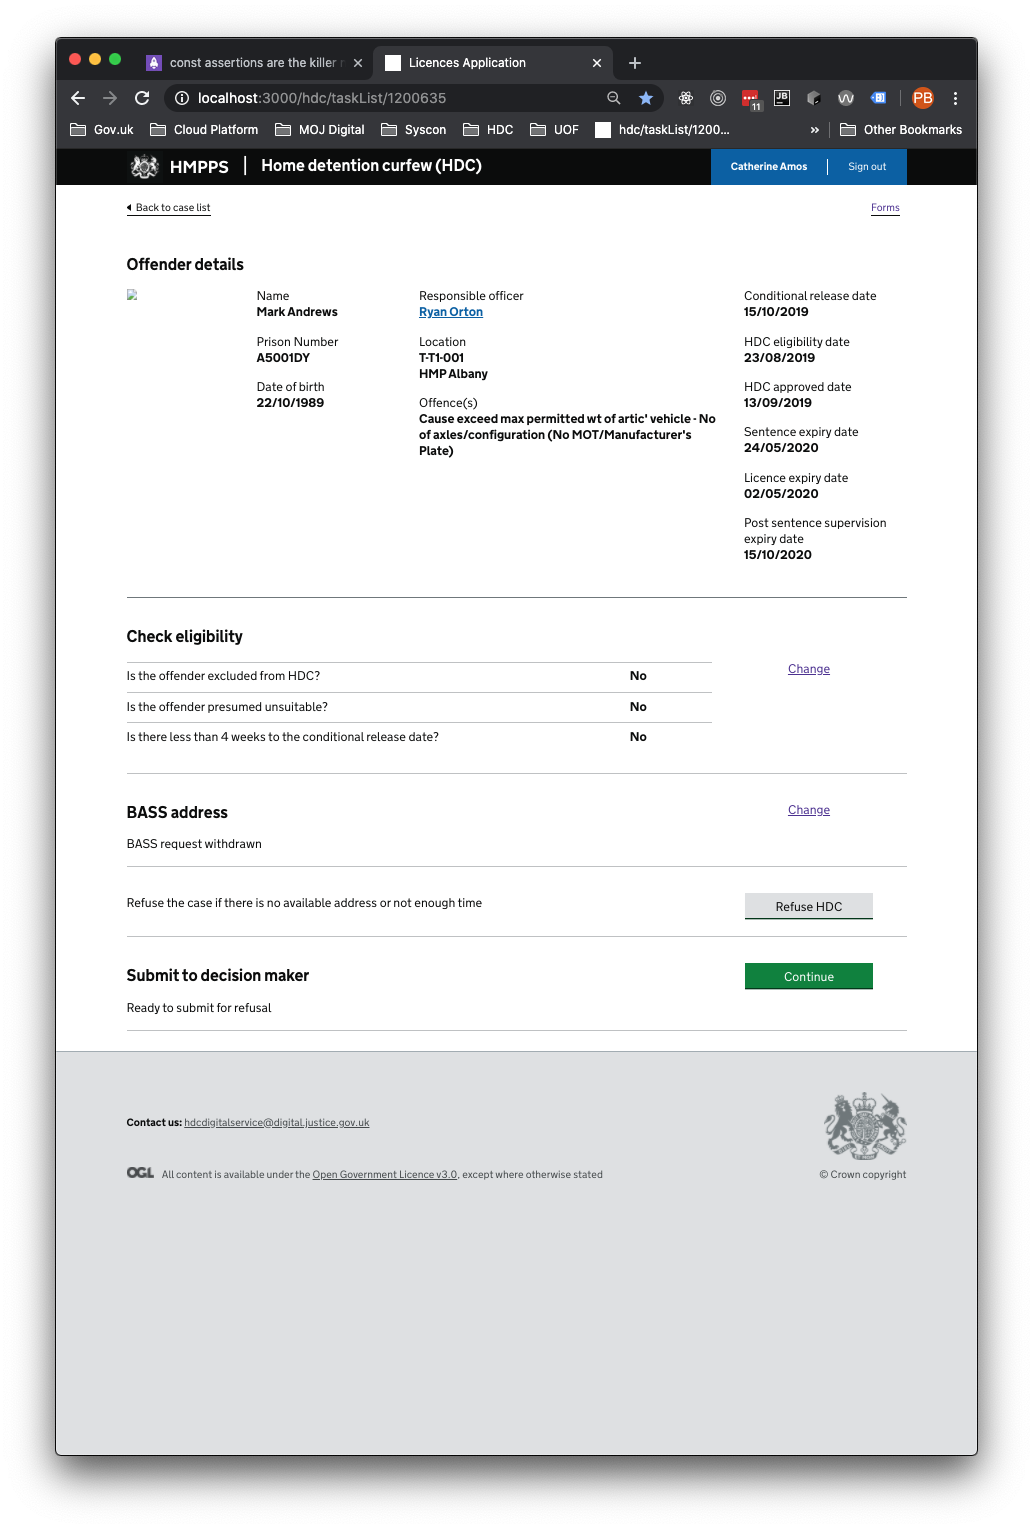 const assertions are the killer
Licences Application
localhost:3000/hdc/taskList/1200635
11
JB
PB
Gov.uk
Cloud Platform
MOJ Digital
Syscon
HDC
UOF
hdc/taskList/1200...
»
Other Bookmarks
HMPPS | Home detention curfew (HDC)
Catherine Amos
Sign out
Back to case list
Forms
Offender details
Name
Mark Andrews
Prison Number
A5001DY
Date of birth
22/10/1989
Responsible officer
Ryan Orton
Location
T-T1-001
HMP Albany
Offence(s)
Cause exceed max permitted wt of artic' vehicle - No
of axles/configuration (No MOT/Manufacturer's
Plate)
Conditional release date
15/10/2019
HDC eligibility date
23/08/2019
HDC approved date
13/09/2019
Sentence expiry date
24/05/2020
Licence expiry date
02/05/2020
Post sentence supervision
expiry date
15/10/2020
Check eligibility
Change
Is the offender excluded from HDC? No
Is the offender presumed unsuitable? No
Is there less than 4 weeks to the conditional release date? No
BASS address
Change
BASS request withdrawn
Refuse the case if there is no available address or not enough time
Refuse HDC
Submit to decision maker
Continue
Ready to submit for refusal
Contact us: hdcdigitalservice@digital.justice.gov.uk
OGL All content is available under the Open Government Licence v3.0, except where otherwise stated
© Crown copyright